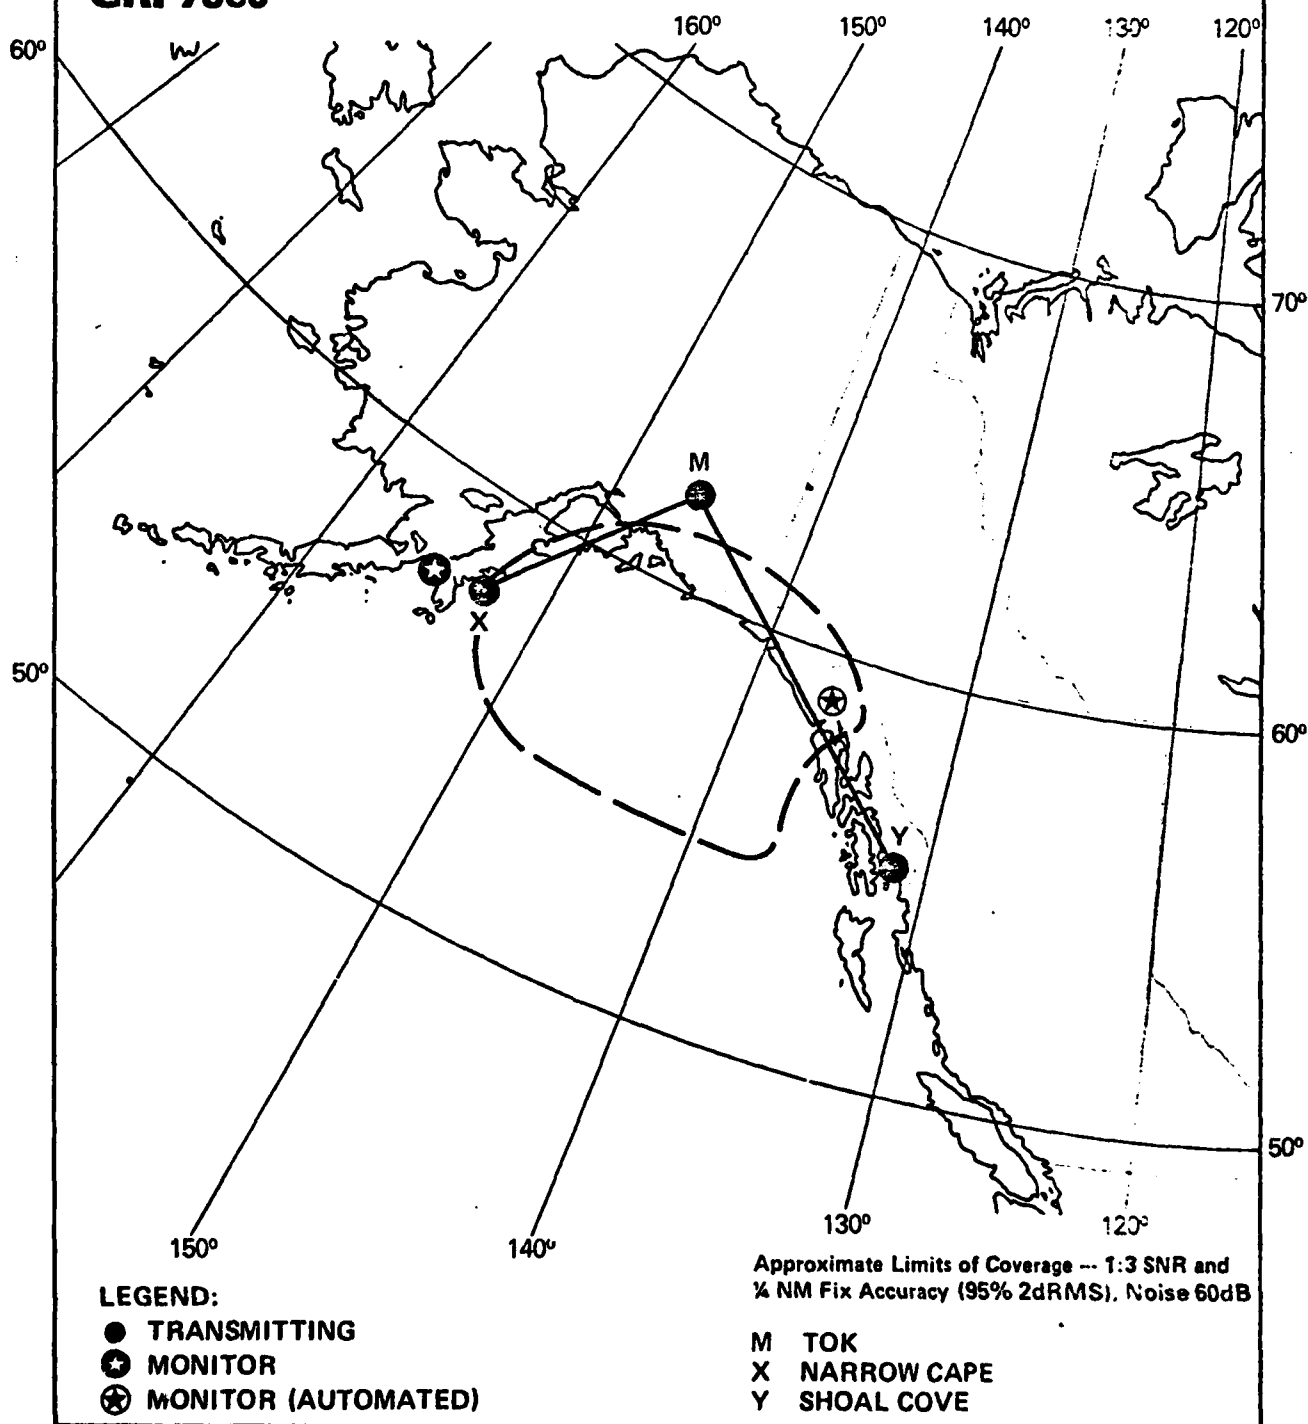 160° 150° 140° 130° 120°
60°
70°
M
X
50°
60°
Y
50°
150° 140° 130° 120°
Approximate Limits of Coverage -- 1:3 SNR and
¼ NM Fix Accuracy (95% 2dRMS). Noise 60dB
LEGEND:
TRANSMITTING
MONITOR
MONITOR (AUTOMATED)
M TOK
X NARROW CAPE
Y SHOAL COVE